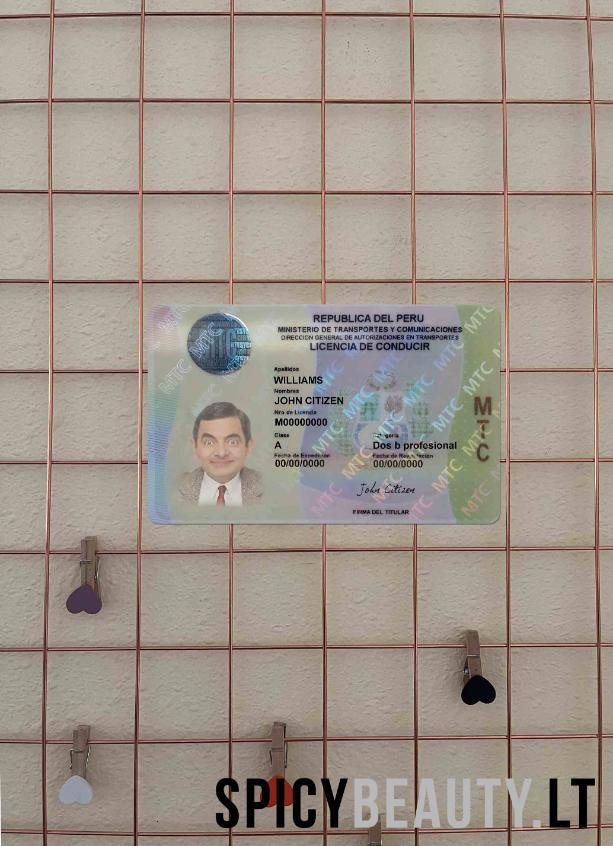 REPUBLICA DEL PERU
MINISTERIO DE TRANSPORTES Y COMUNICACIONES
DIRECCION GENERAL DE AUTORIZACIONES EN TRANSPORTES
LICENCIA DE CONDUCIR
Apellidos
WILLIAMS
Nombres
JOHN CITIZEN
Nro de Licencia
M00000000
Clase
A
Categoria
Dos b profesional
Fecha de Expedición
00/00/0000
Fecha de Revalidación
00/00/0000
John Citizen
FIRMA DEL TITULAR
MTC
SPICYBEAUTY.LT